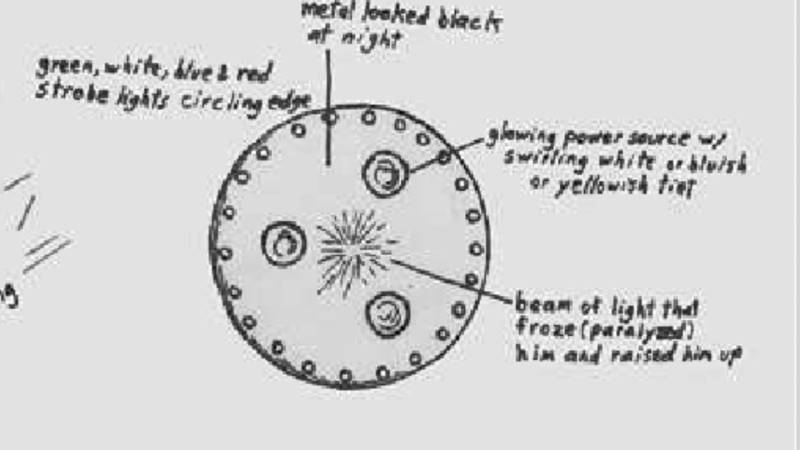 metal looked black
at night
green, white, blue & red
strobe lights circling edge
glowing power source w/
swirling white or bluish
or yellowish tint
beam of light that
froze (paralyzed)
him and raised him up